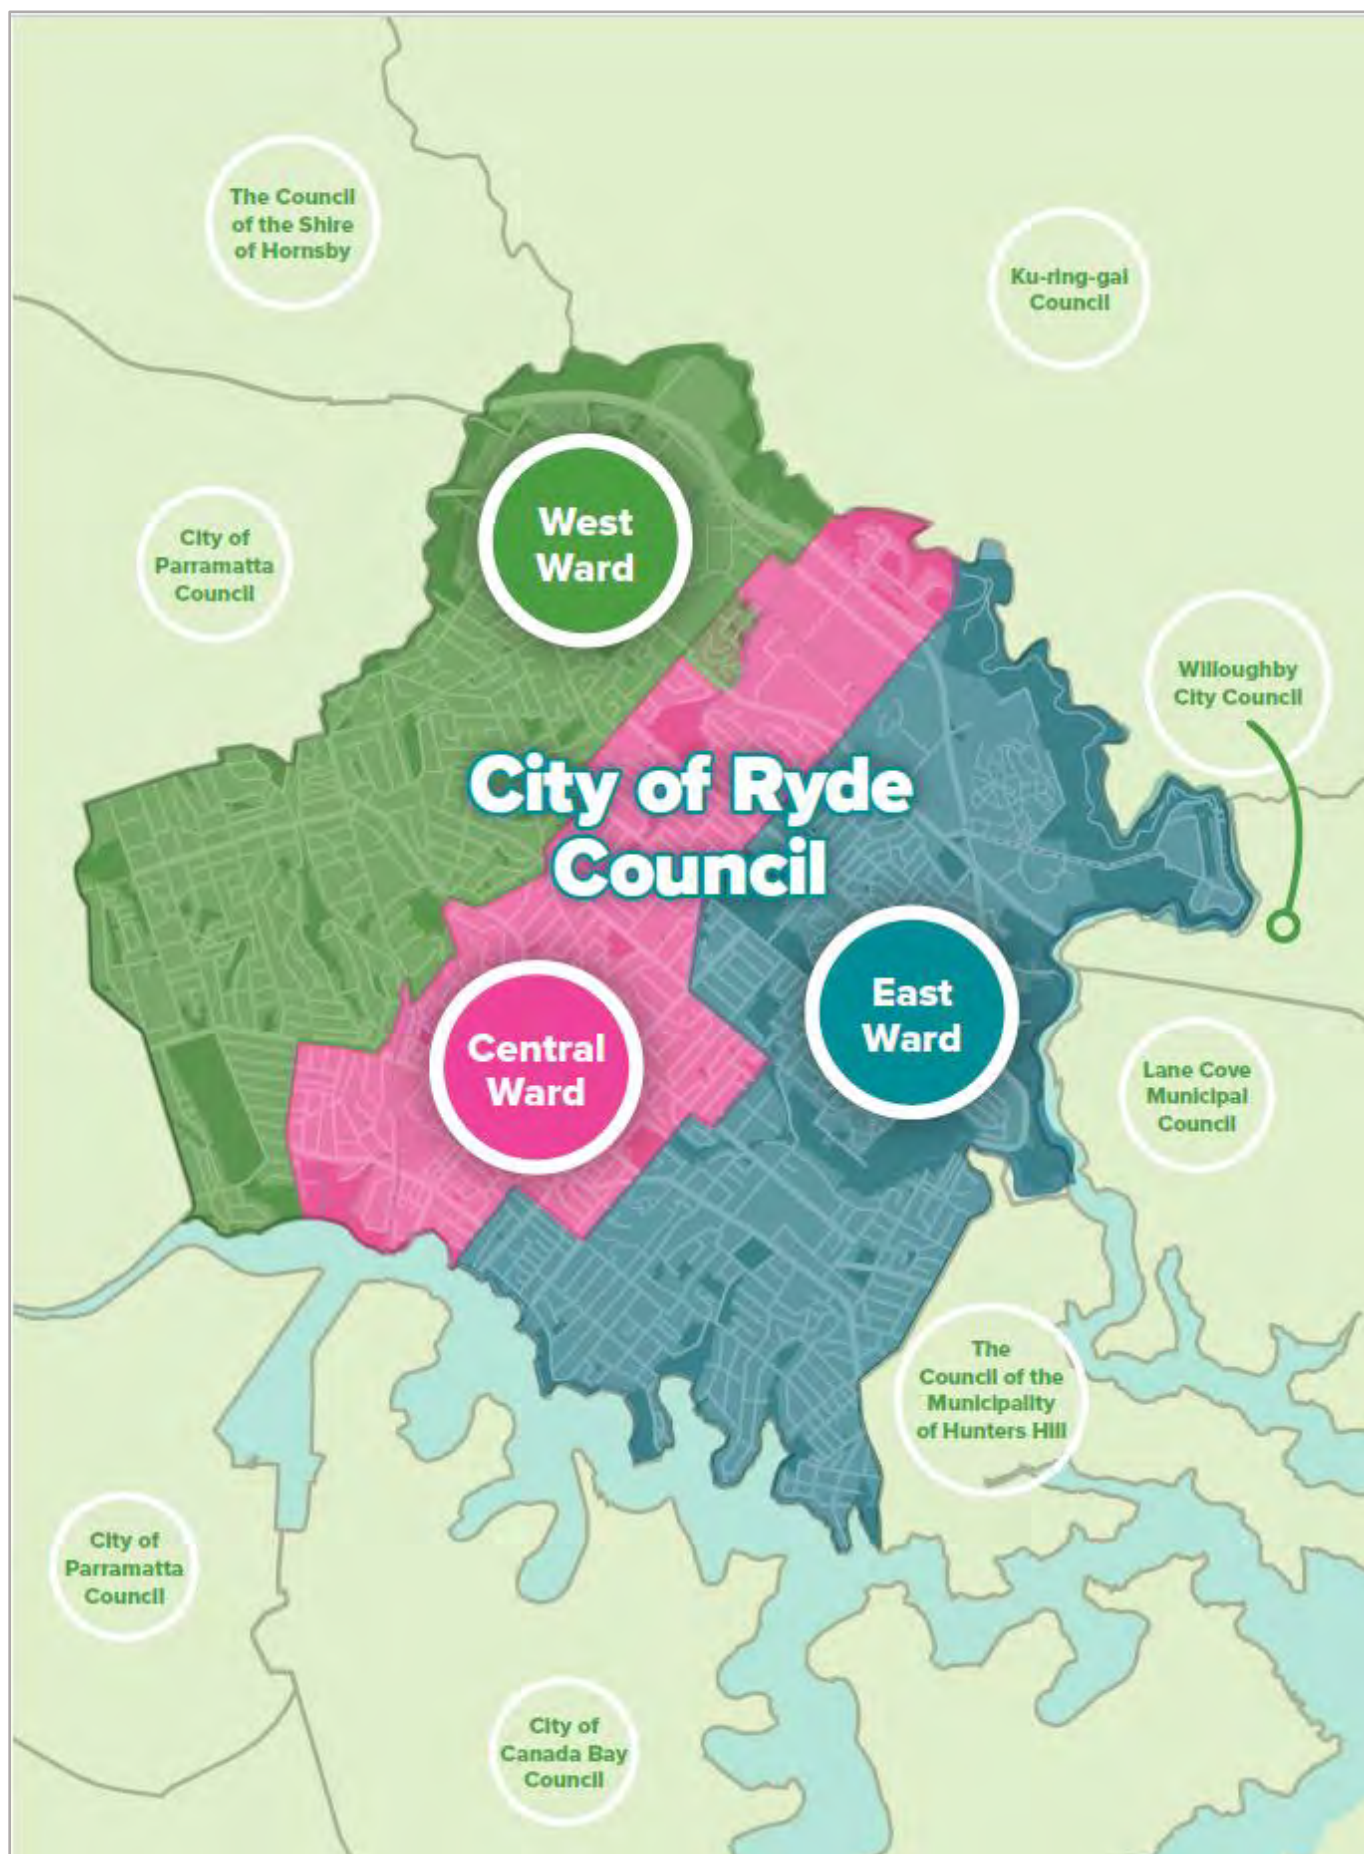 The Council
of the Shire
of Hornsby
Ku-ring-gai
Council
West
Ward
City of
Parramatta
Council
Willoughby
City Council
City of Ryde
Council
East
Ward
Central
Ward
Lane Cove
Municipal
Council
The
Council of the
Municipality
of Hunters Hill
City of
Parramatta
Council
City of
Canada Bay
Council